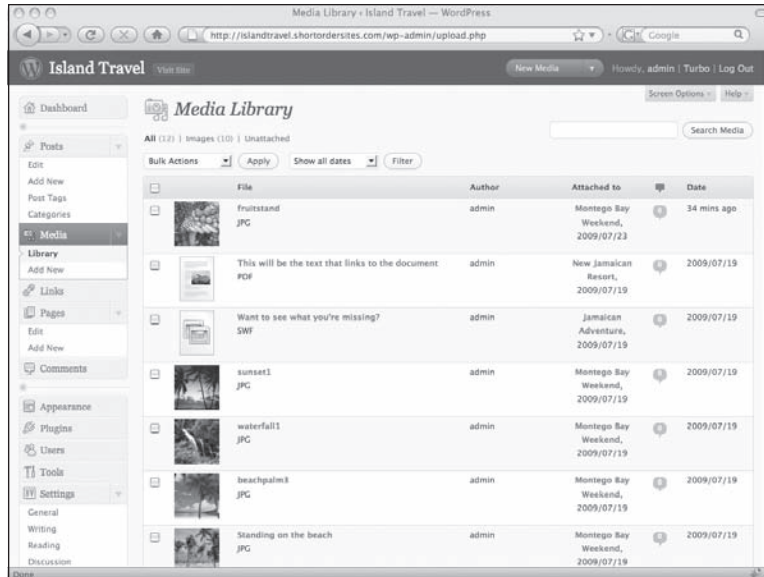 Media Library ‹ Island Travel — WordPress
http://islandtravel.shortordersites.com/wp-admin/upload.php
Google
Island Travel Visit Site
New Media
Howdy, admin | Turbo | Log Out
Screen Options
Help
Dashboard
Posts
Edit
Add New
Post Tags
Categories
Media
Library
Add New
Links
Pages
Edit
Add New
Comments
Appearance
Plugins
Users
Tools
Settings
General
Writing
Reading
Discussion
Media Library
All (12) | Images (10) | Unattached
Search Media
Bulk Actions Apply Show all dates Filter
File Author Attached to Date
fruitstand admin Montego Bay 34 mins ago
JPG Weekend,
2009/07/23
This will be the text that links to the document admin New Jamaican 2009/07/19
PDF Resort,
2009/07/19
Want to see what you're missing? admin Jamaican 2009/07/19
SWF Adventure,
2009/07/19
sunset1 admin Montego Bay 2009/07/19
JPG Weekend,
2009/07/19
waterfall1 admin Montego Bay 2009/07/19
JPG Weekend,
2009/07/19
beachpalm3 admin Montego Bay 2009/07/19
JPG Weekend,
2009/07/19
Standing on the beach admin Montego Bay 2009/07/19
JPG Weekend,
2009/07/19
Done